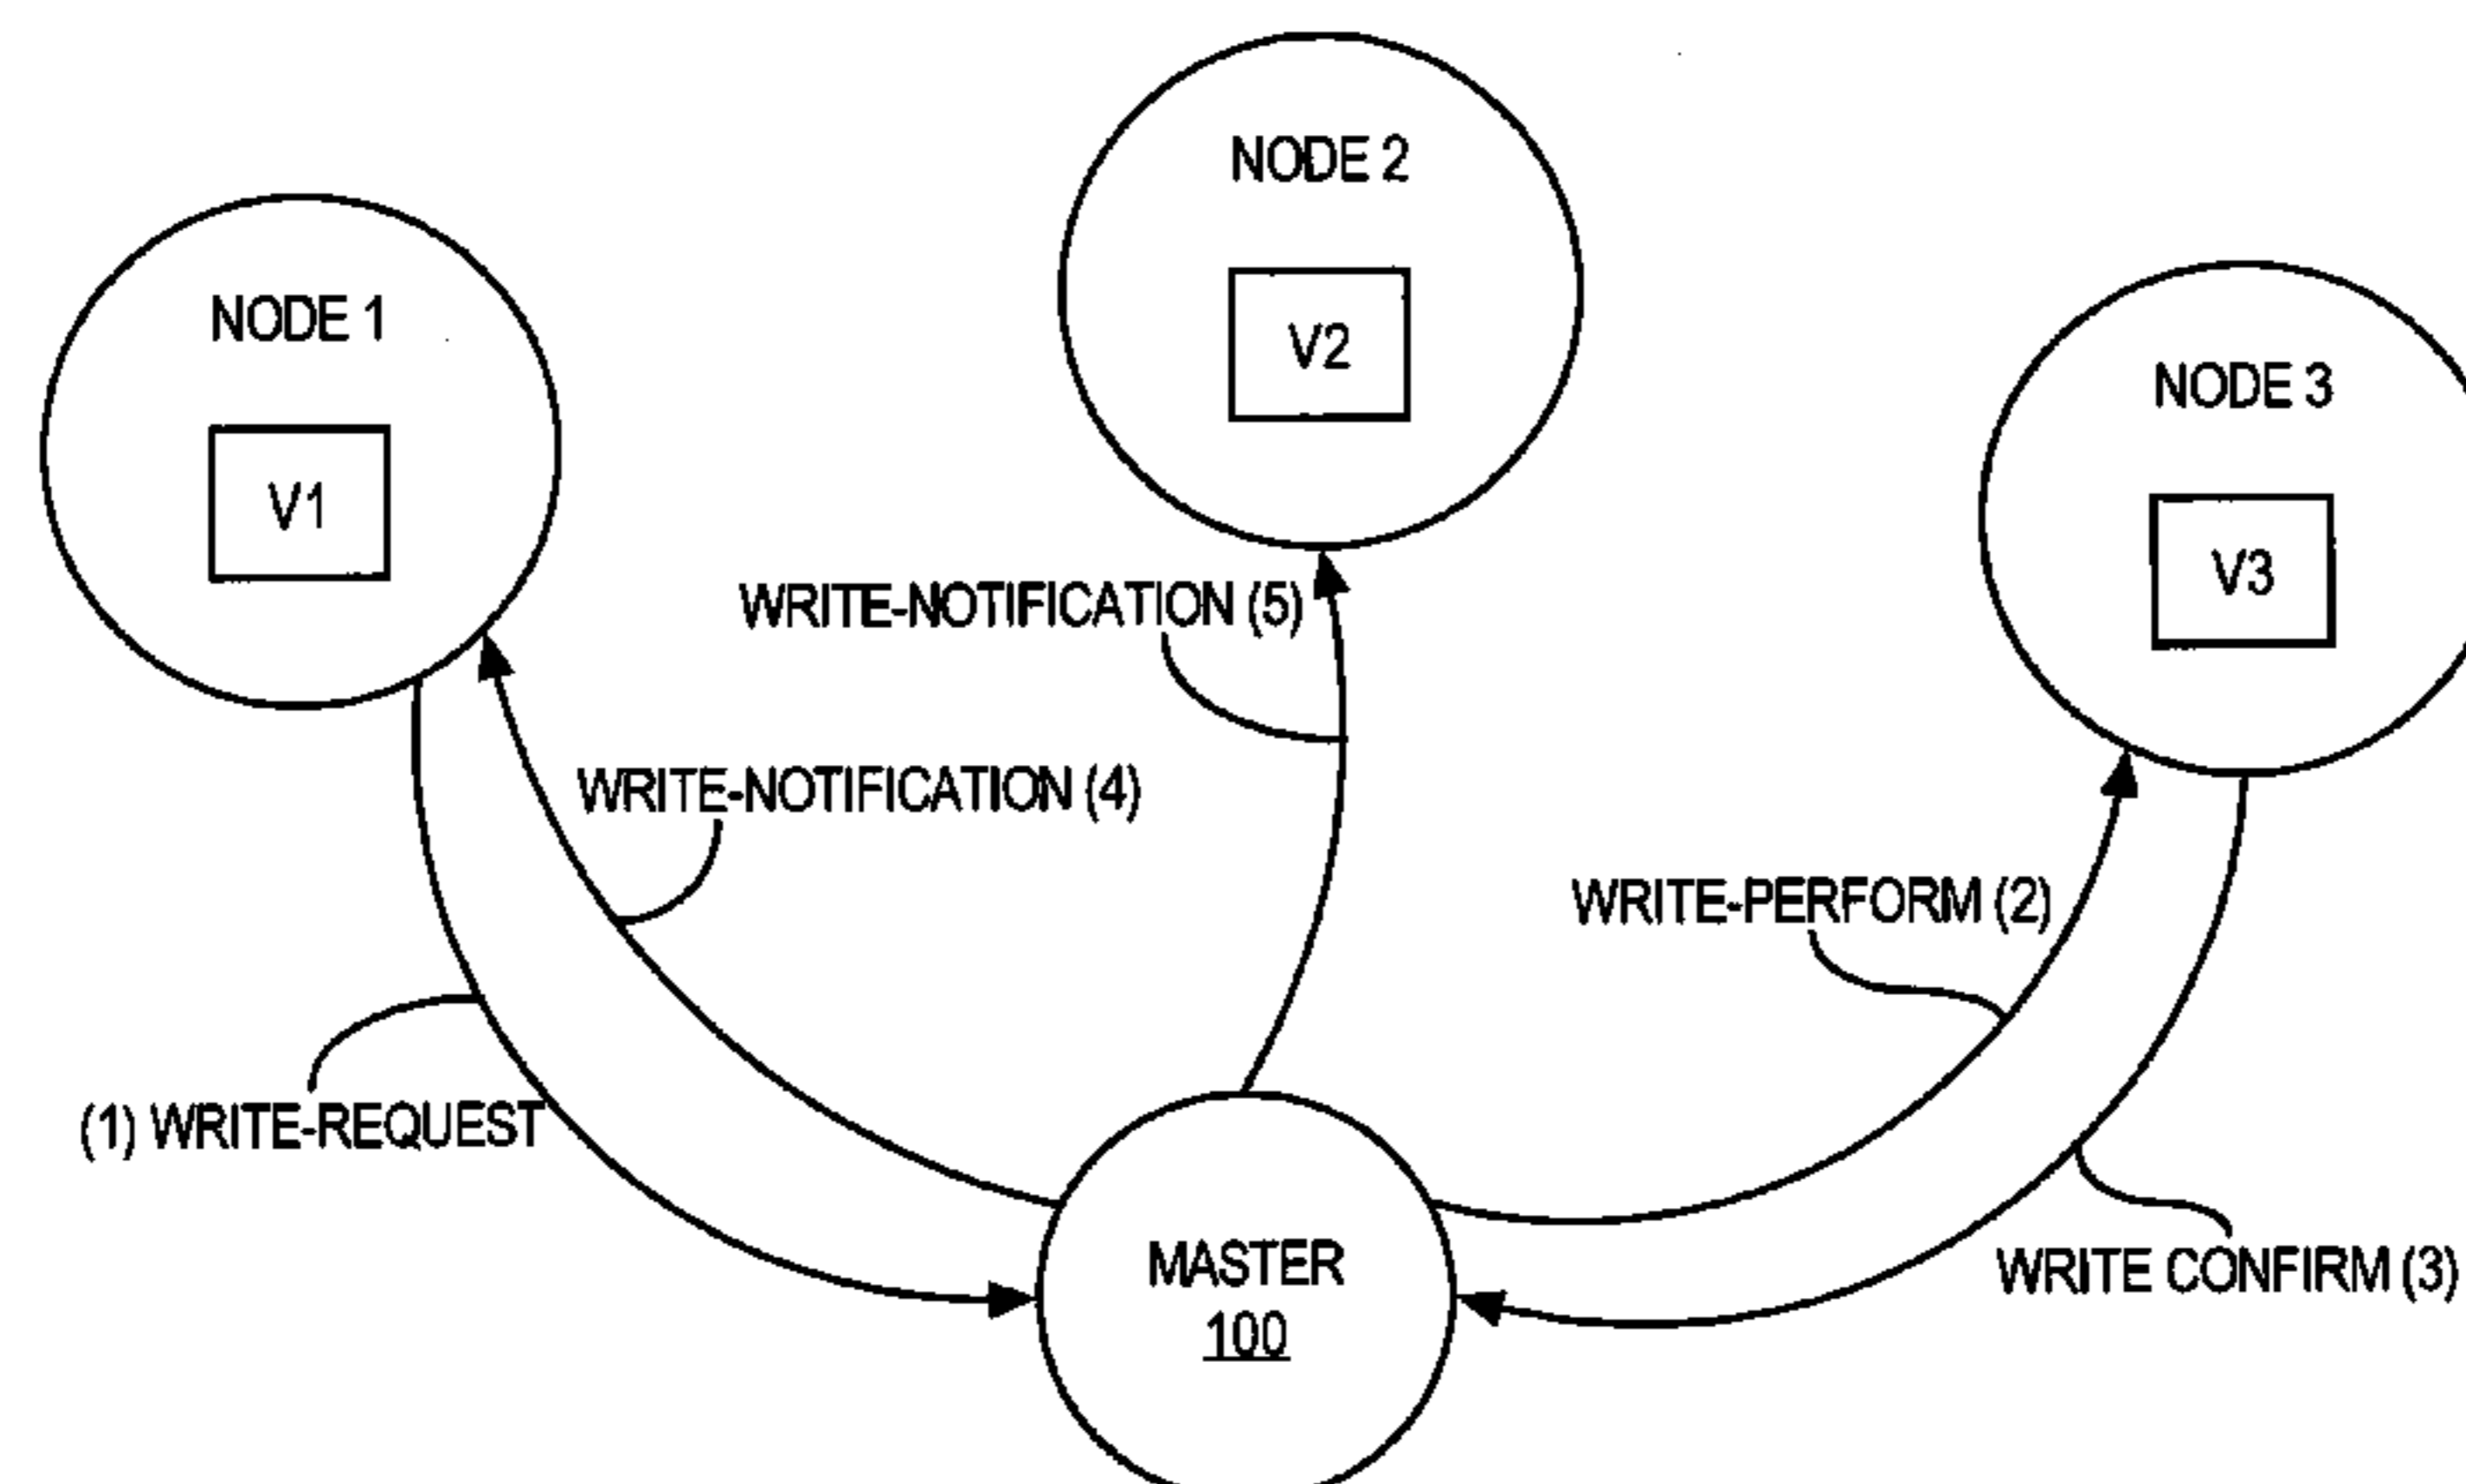 NODE 2
NODE 1
V2
NODE 3
V1
V3
WRITE-NOTIFICATION (5)
WRITE-NOTIFICATION (4)
WRITE-PERFORM (2)
(1) WRITE-REQUEST
MASTER
100
WRITE CONFIRM (3)